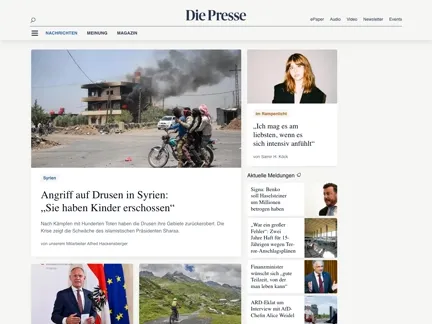 Die Presse
ePaper Audio Video Newsletter Events
NACHRICHTEN MEINUNG MAGAZIN
Syrien
Angriff auf Drusen in Syrien:
„Sie haben Kinder erschossen“
Nach Kämpfen mit Hunderten Toten haben die Drusen ihre Gebiete zurückerobert. Die
Krise zeigt die Schwäche des islamistischen Präsidenten Sharaa.
von unserem Mitarbeiter Alfred Hackensberger
Im Rampenlicht
„Ich mag es am
liebsten, wenn es
sich intensiv anfühlt“
von Samir H. Köck
Aktuelle Meldungen
Signa: Benko
soll Haselsteiner
um Millionen
betrogen haben
„War ein großer
Fehler“: Zwei
Jahre Haft für 15-
Jährigen wegen Ter-
ror-Anschlagsplänen
Finanzminister
wünscht sich „gute
Teilzeit, von der
man leben kann“
ARD-Eklat um
Interview mit AfD-
Chefin Alice Weidel